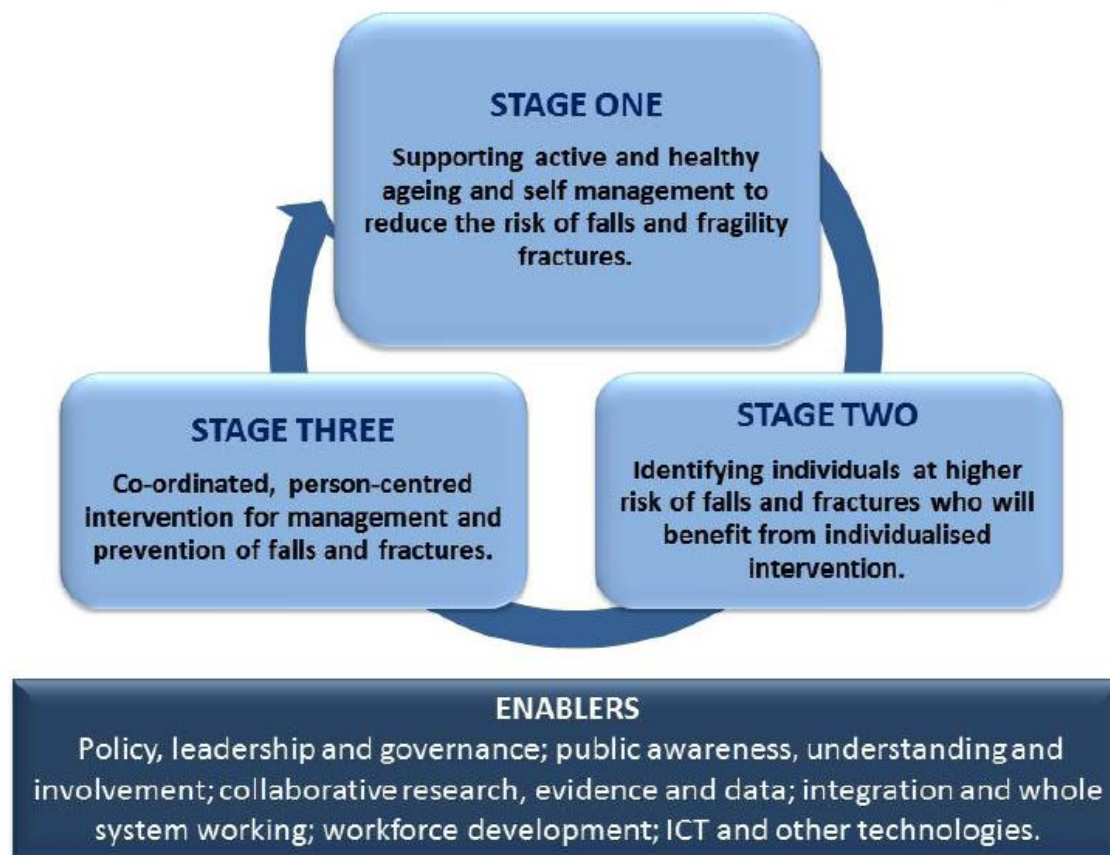 STAGE ONE
Supporting active and healthy
ageing and self management to
reduce the risk of falls and fragility
fractures.
STAGE TWO
Identifying individuals at higher
risk of falls and fractures who will
benefit from individualised
intervention.
STAGE THREE
Co-ordinated, person-centred
intervention for management and
prevention of falls and fractures.
ENABLERS
Policy, leadership and governance; public awareness, understanding and
involvement; collaborative research, evidence and data; integration and whole
system working; workforce development; ICT and other technologies.